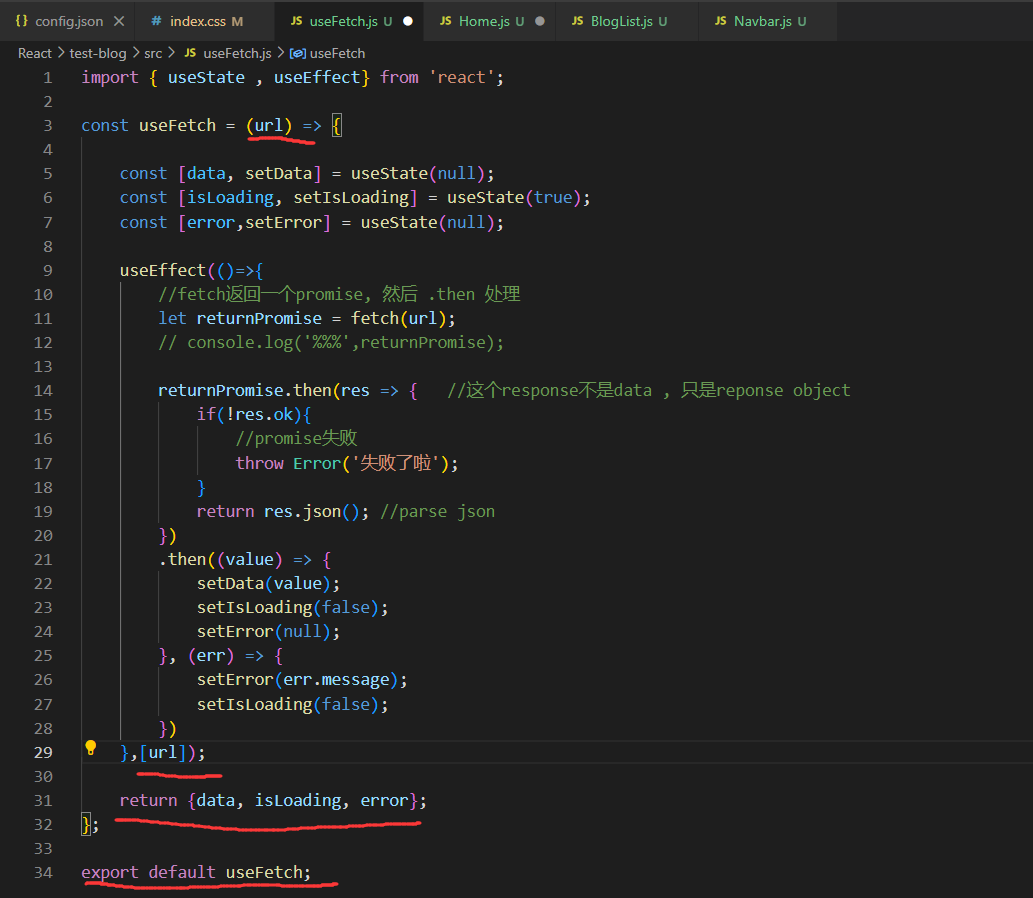 {} config.json × # index.css M JS useFetch.js U ● JS Home.js U ● JS BlogList.js U JS Navbar.js U
React > test-blog > src > JS useFetch.js > useFetch
1 import { useState , useEffect} from 'react';
2
3 const useFetch = (url) => {
4
5 const [data, setData] = useState(null);
6 const [isLoading, setIsLoading] = useState(true);
7 const [error,setError] = useState(null);
8
9 useEffect(()=>{
10 //fetch返回一个promise, 然后 .then 处理
11 let returnPromise = fetch(url);
12 // console.log('%%%',returnPromise);
13
14 returnPromise.then(res => { //这个response不是data , 只是reponse object
15 if(!res.ok){
16 //promise失败
17 throw Error('失败了啦');
18 }
19 return res.json(); //parse json
20 })
21 .then((value) => {
22 setData(value);
23 setIsLoading(false);
24 setError(null);
25 }, (err) => {
26 setError(err.message);
27 setIsLoading(false);
28 })
29 },[url]);
30
31 return {data, isLoading, error};
32 };
33
34 export default useFetch;